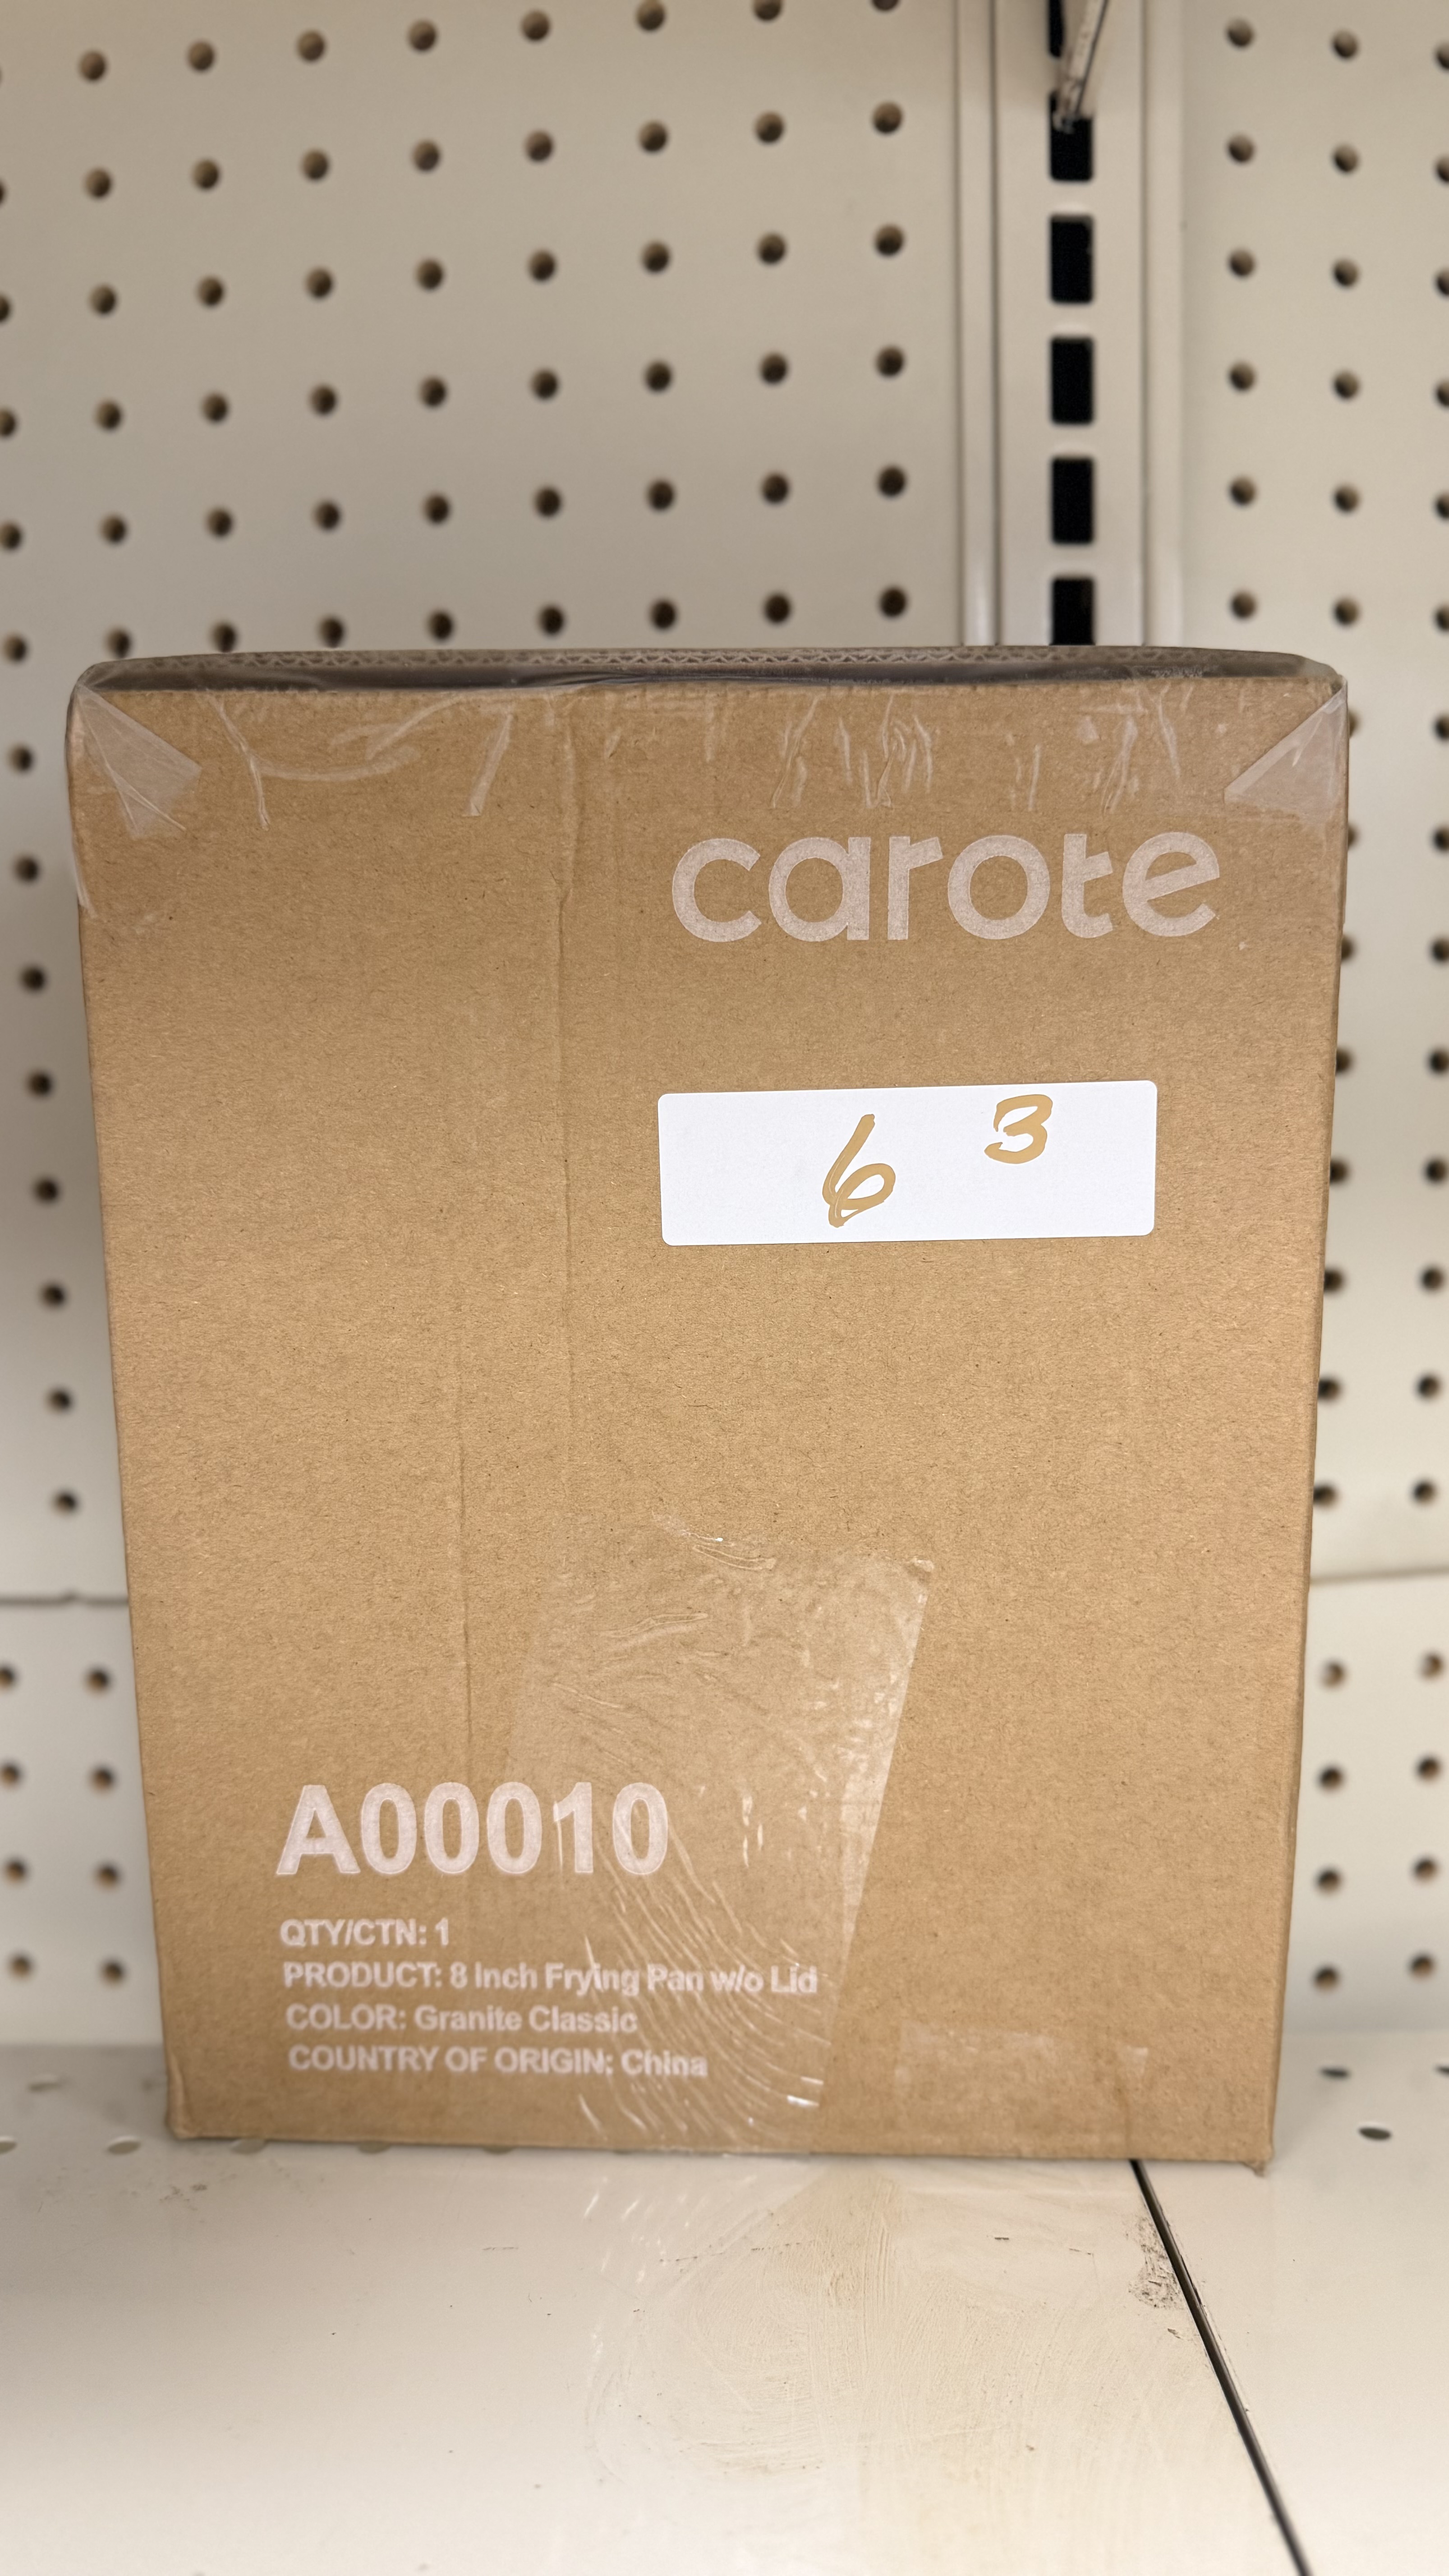 carote
6 3
A00010
QTY/CTN: 1
PRODUCT: 8 Inch Frying Pan w/o Lid
COLOR: Granite Classic
COUNTRY OF ORIGIN: China